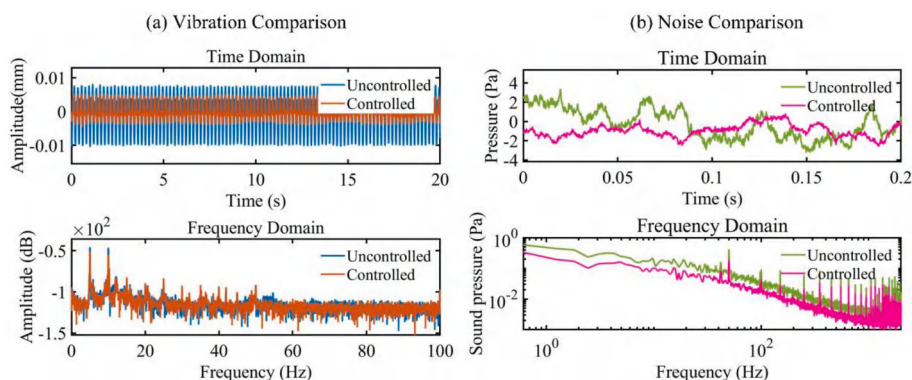 (a) Vibration Comparison
Time Domain
Amplitude(mm)
0.01
0
-0.01
Uncontrolled
Controlled
0 5 10 15 20
Time (s)
×10²
Frequency Domain
Amplitude (dB)
-0.5
-1
-1.5
Uncontrolled
Controlled
0 20 40 60 80 100
Frequency (Hz)
(b) Noise Comparison
Time Domain
Pressure (Pa)
4
2
0
-2
-4
Uncontrolled
Controlled
0 0.05 0.1 0.15 0.2
Time (s)
Frequency Domain
Sound pressure (Pa)
10⁰
10⁻²
Uncontrolled
Controlled
10⁰ 10²
Frequency (Hz)